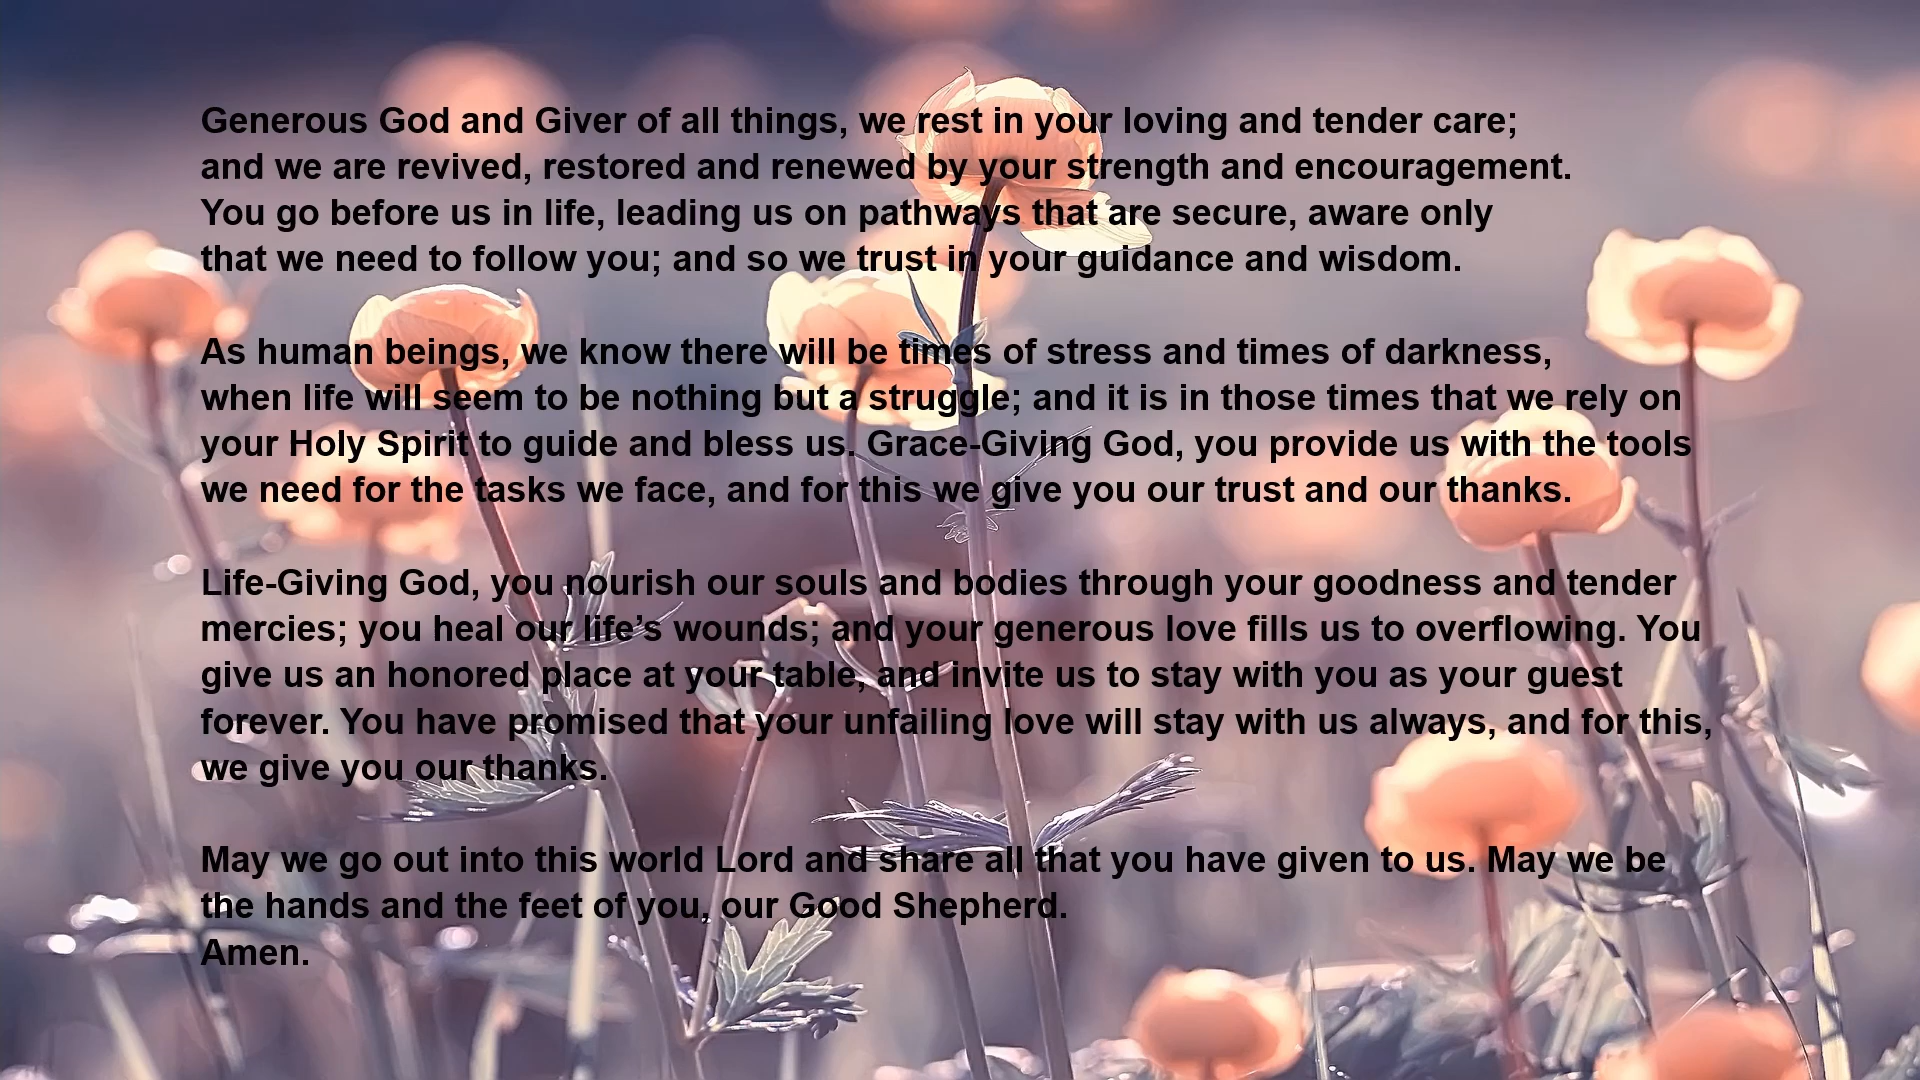 Generous God and Giver of all things, we rest in your loving and tender care;
and we are revived, restored and renewed by your strength and encouragement.
You go before us in life, leading us on pathways that are secure, aware only
that we need to follow you; and so we trust in your guidance and wisdom.
As human beings, we know there will be times of stress and times of darkness,
when life will seem to be nothing but a struggle; and it is in those times that we rely on
your Holy Spirit to guide and bless us. Grace-Giving God, you provide us with the tools
we need for the tasks we face, and for this we give you our trust and our thanks.
Life-Giving God, you nourish our souls and bodies through your goodness and tender
mercies; you heal our life’s wounds; and your generous love fills us to overflowing. You
give us an honored place at your table, and invite us to stay with you as your guest
forever. You have promised that your unfailing love will stay with us always, and for this,
we give you our thanks.
May we go out into this world Lord and share all that you have given to us. May we be
the hands and the feet of you, our Good Shepherd.
Amen.